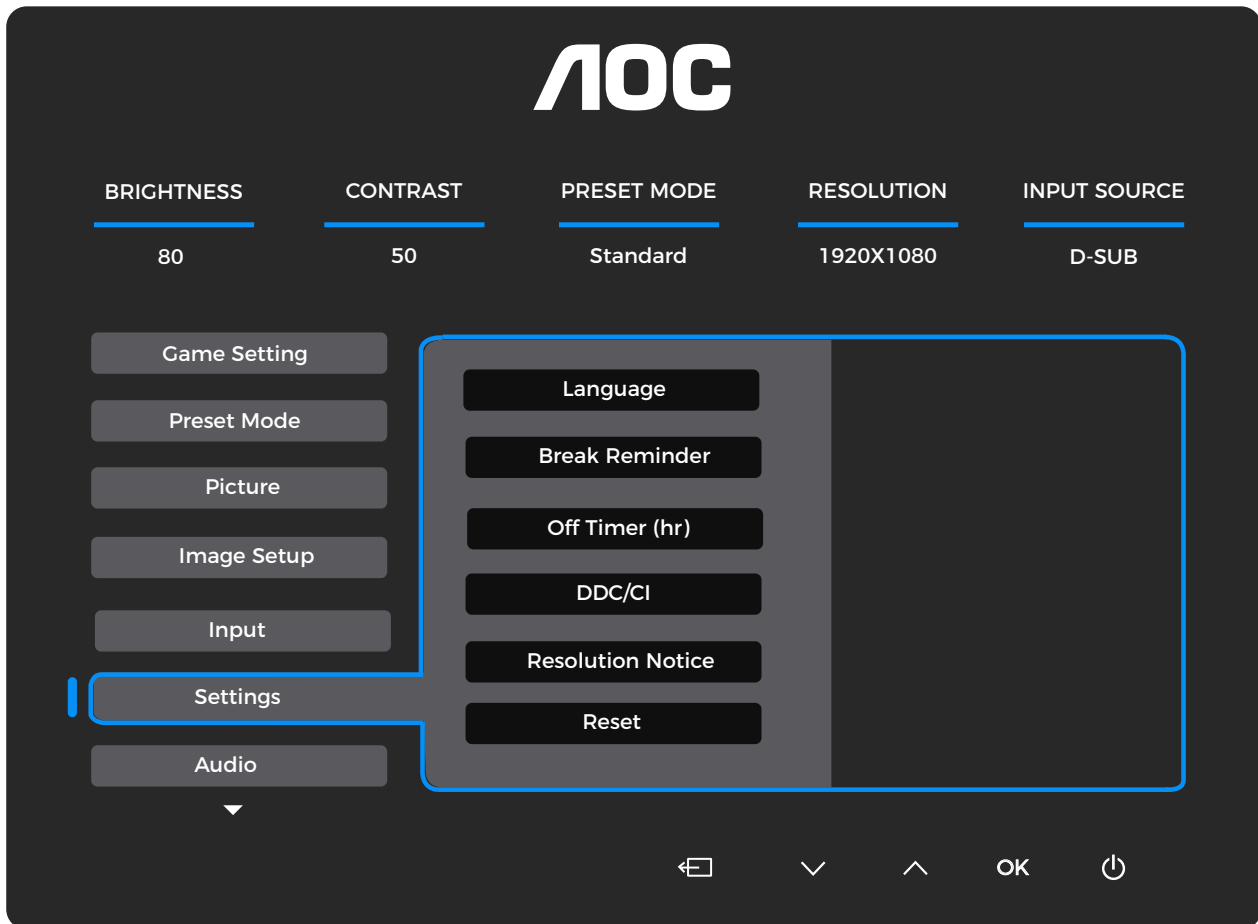 AOC
BRIGHTNESS CONTRAST PRESET MODE RESOLUTION INPUT SOURCE
80 50 Standard 1920X1080 D-SUB
Game Setting
Preset Mode
Picture
Image Setup
Input
Settings
Audio
Language
Break Reminder
Off Timer (hr)
DDC/CI
Resolution Notice
Reset
OK